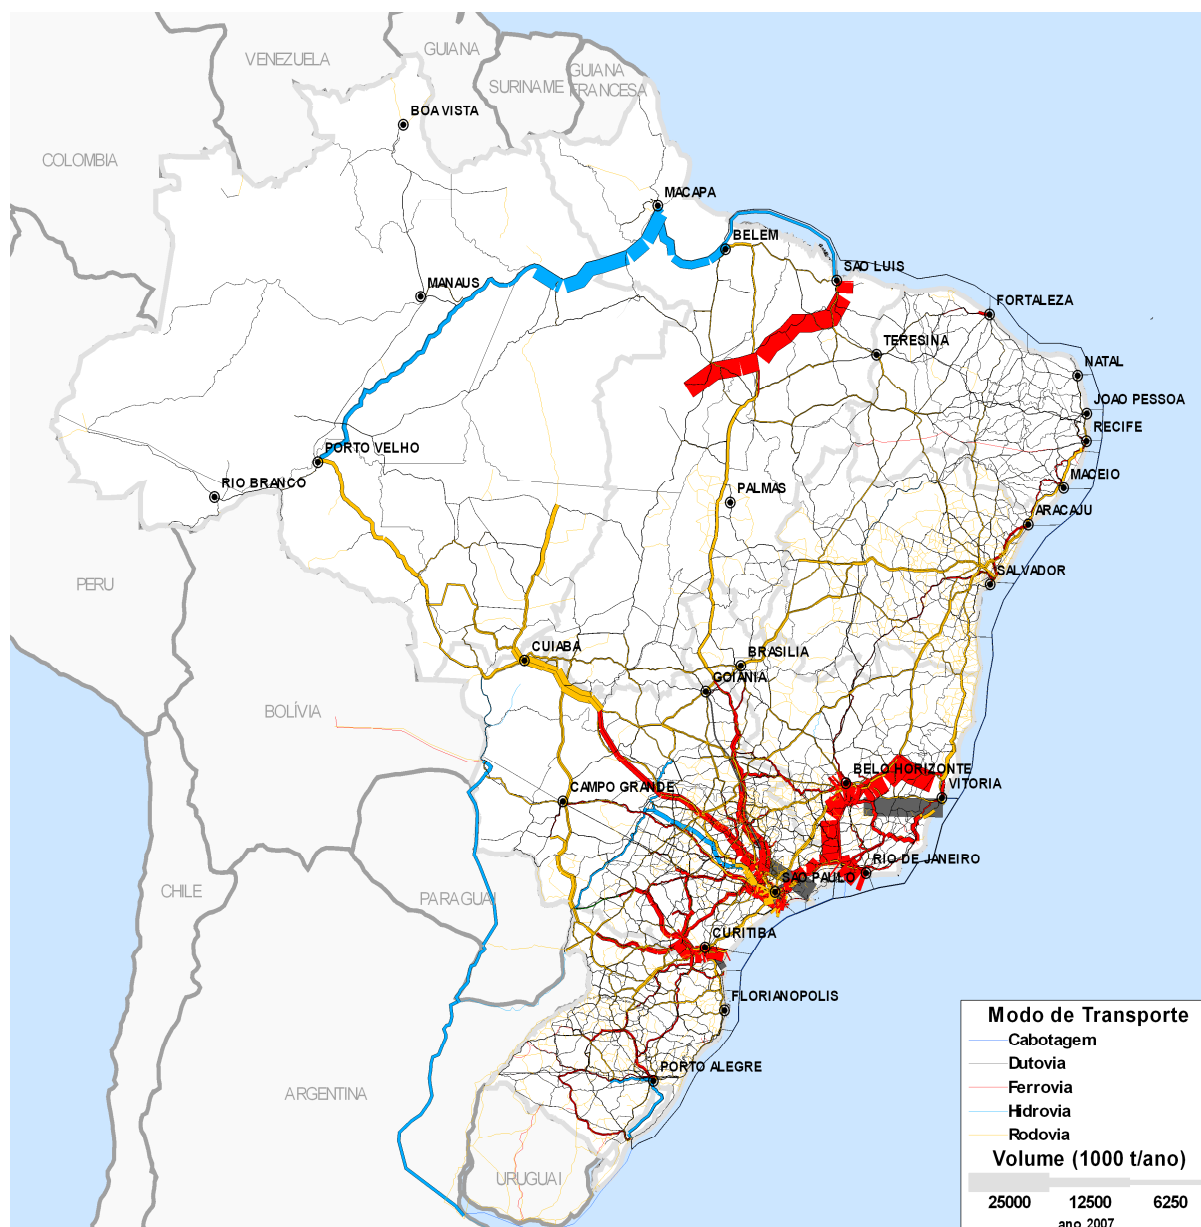 VENEZUELA
GUIANA
SURINAME
GUIANA
FRANCESA
COLOMBIA
BOA VISTA
MACAPA
BELEM
SAO LUIS
MANAUS
FORTALEZA
TERESINA
NATAL
JOAO PESSOA
RECIFE
PORTO VELHO
RIO BRANCO
PALMAS
MACEIO
ARACAJU
SALVADOR
PERU
CUIABA
BRASILIA
GOIANIA
BOLÍVIA
BELO HORIZONTE
VITORIA
CAMPO GRANDE
RIO DE JANEIRO
SAO PAULO
CHILE
PARAGUAI
CURITIBA
FLORIANOPOLIS
PORTO ALEGRE
ARGENTINA
URUGUAI
Modo de Transporte
Cabotagem
Dutovia
Ferrovia
Hidrovia
Rodovia
Volume (1000 t/ano)
25000 12500 6250
ano 2007